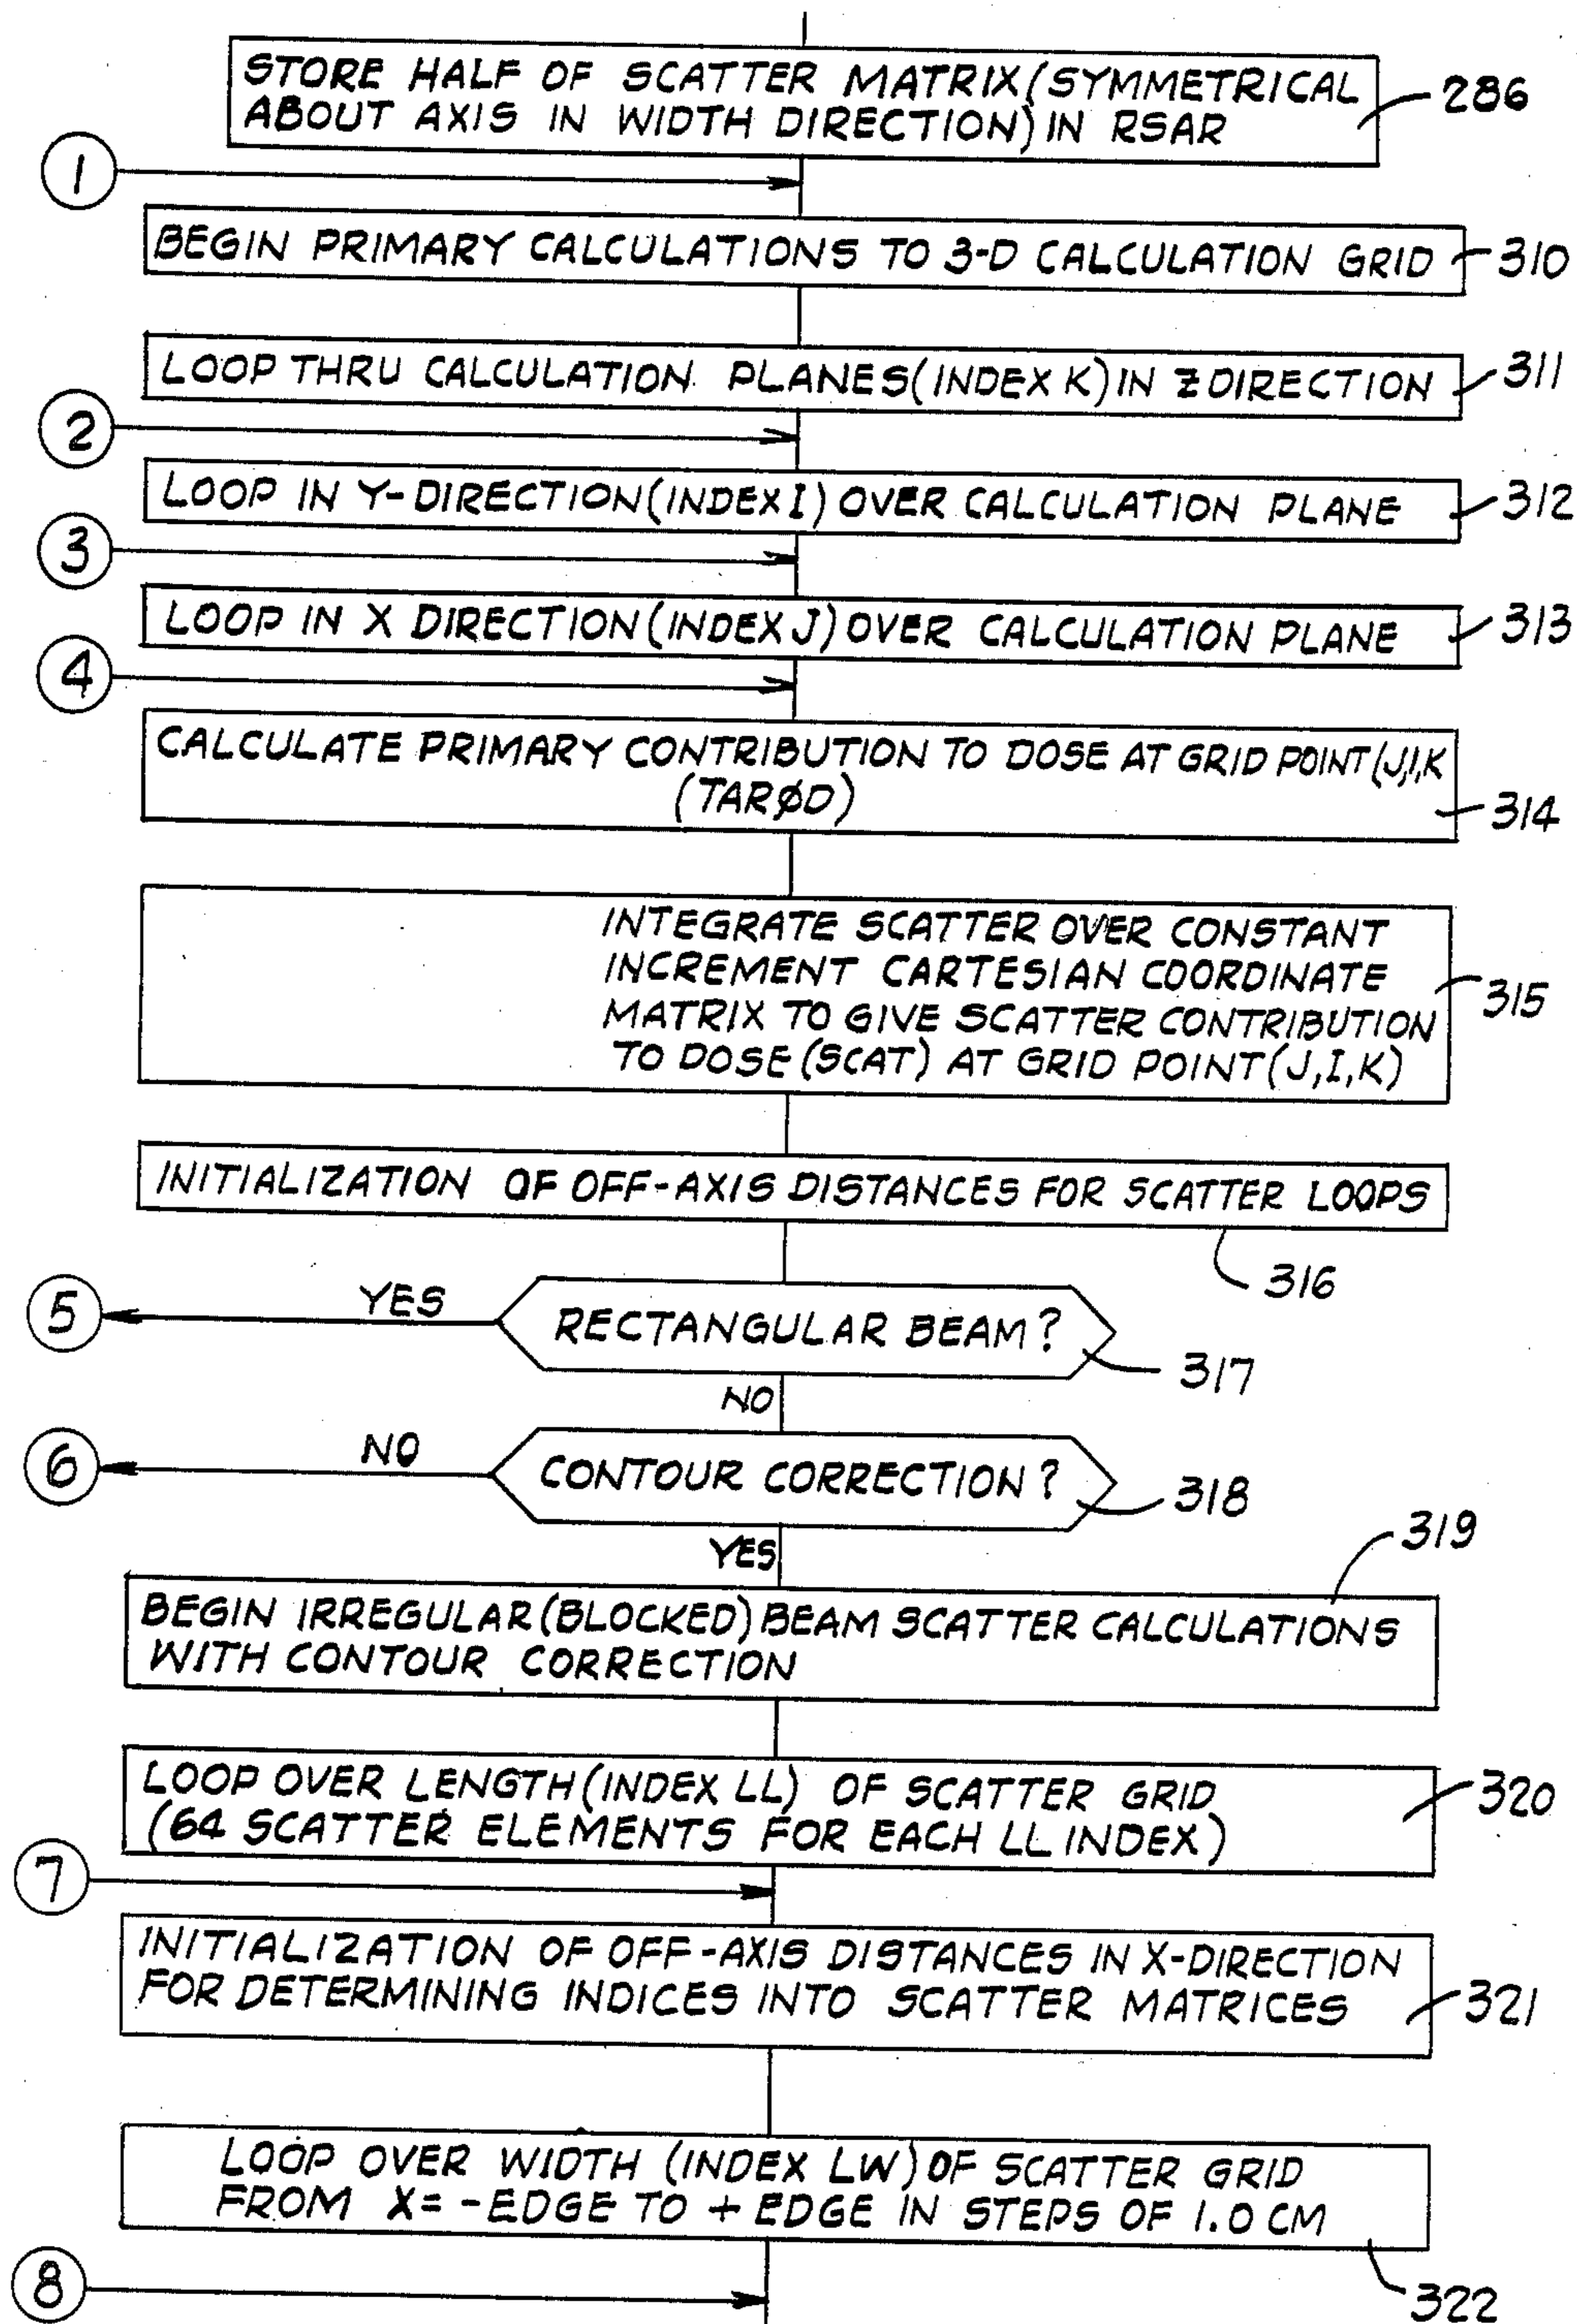 STORE HALF OF SCATTER MATRIX (SYMMETRICAL
ABOUT AXIS IN WIDTH DIRECTION) IN RSAR
286
1
BEGIN PRIMARY CALCULATIONS TO 3-D CALCULATION GRID
310
LOOP THRU CALCULATION PLANES (INDEX K) IN Z DIRECTION
311
2
LOOP IN Y-DIRECTION (INDEX I) OVER CALCULATION PLANE
312
3
LOOP IN X DIRECTION (INDEX J) OVER CALCULATION PLANE
313
4
CALCULATE PRIMARY CONTRIBUTION TO DOSE AT GRID POINT (J,I,K
(TARØD)
314
INTEGRATE SCATTER OVER CONSTANT
INCREMENT CARTESIAN COORDINATE
MATRIX TO GIVE SCATTER CONTRIBUTION
TO DOSE (SCAT) AT GRID POINT (J,I,K)
315
INITIALIZATION OF OFF-AXIS DISTANCES FOR SCATTER LOOPS
316
5
YES
RECTANGULAR BEAM?
317
NO
6
NO
CONTOUR CORRECTION?
318
YES
319
BEGIN IRREGULAR (BLOCKED) BEAM SCATTER CALCULATIONS
WITH CONTOUR CORRECTION
LOOP OVER LENGTH (INDEX LL) OF SCATTER GRID
(64 SCATTER ELEMENTS FOR EACH LL INDEX)
320
7
INITIALIZATION OF OFF-AXIS DISTANCES IN X-DIRECTION
FOR DETERMINING INDICES INTO SCATTER MATRICES
321
LOOP OVER WIDTH (INDEX LW) OF SCATTER GRID
FROM X = -EDGE TO + EDGE IN STEPS OF 1.0 CM
322
8